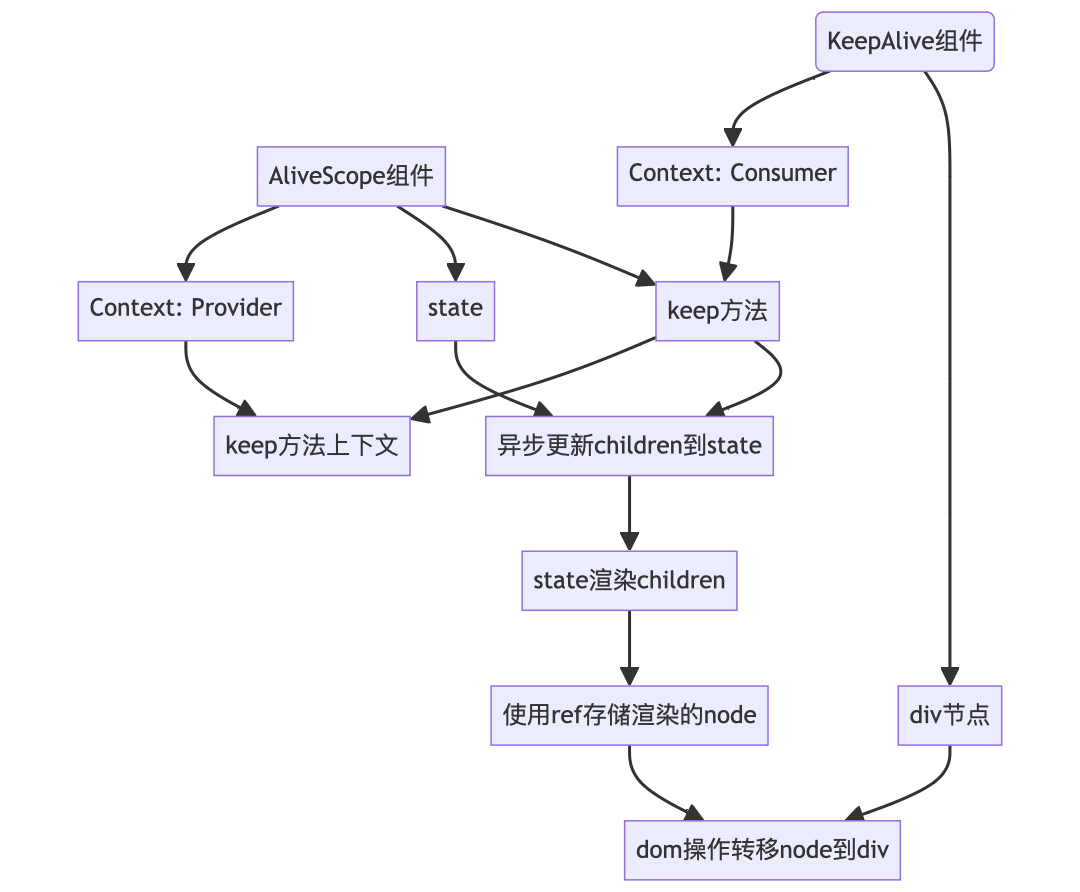 KeepAlive组件
AliveScope组件
Context: Consumer
Context: Provider
state
keep方法
keep方法上下文
异步更新children到state
state渲染children
使用ref存储渲染的node
div节点
dom操作转移node到div